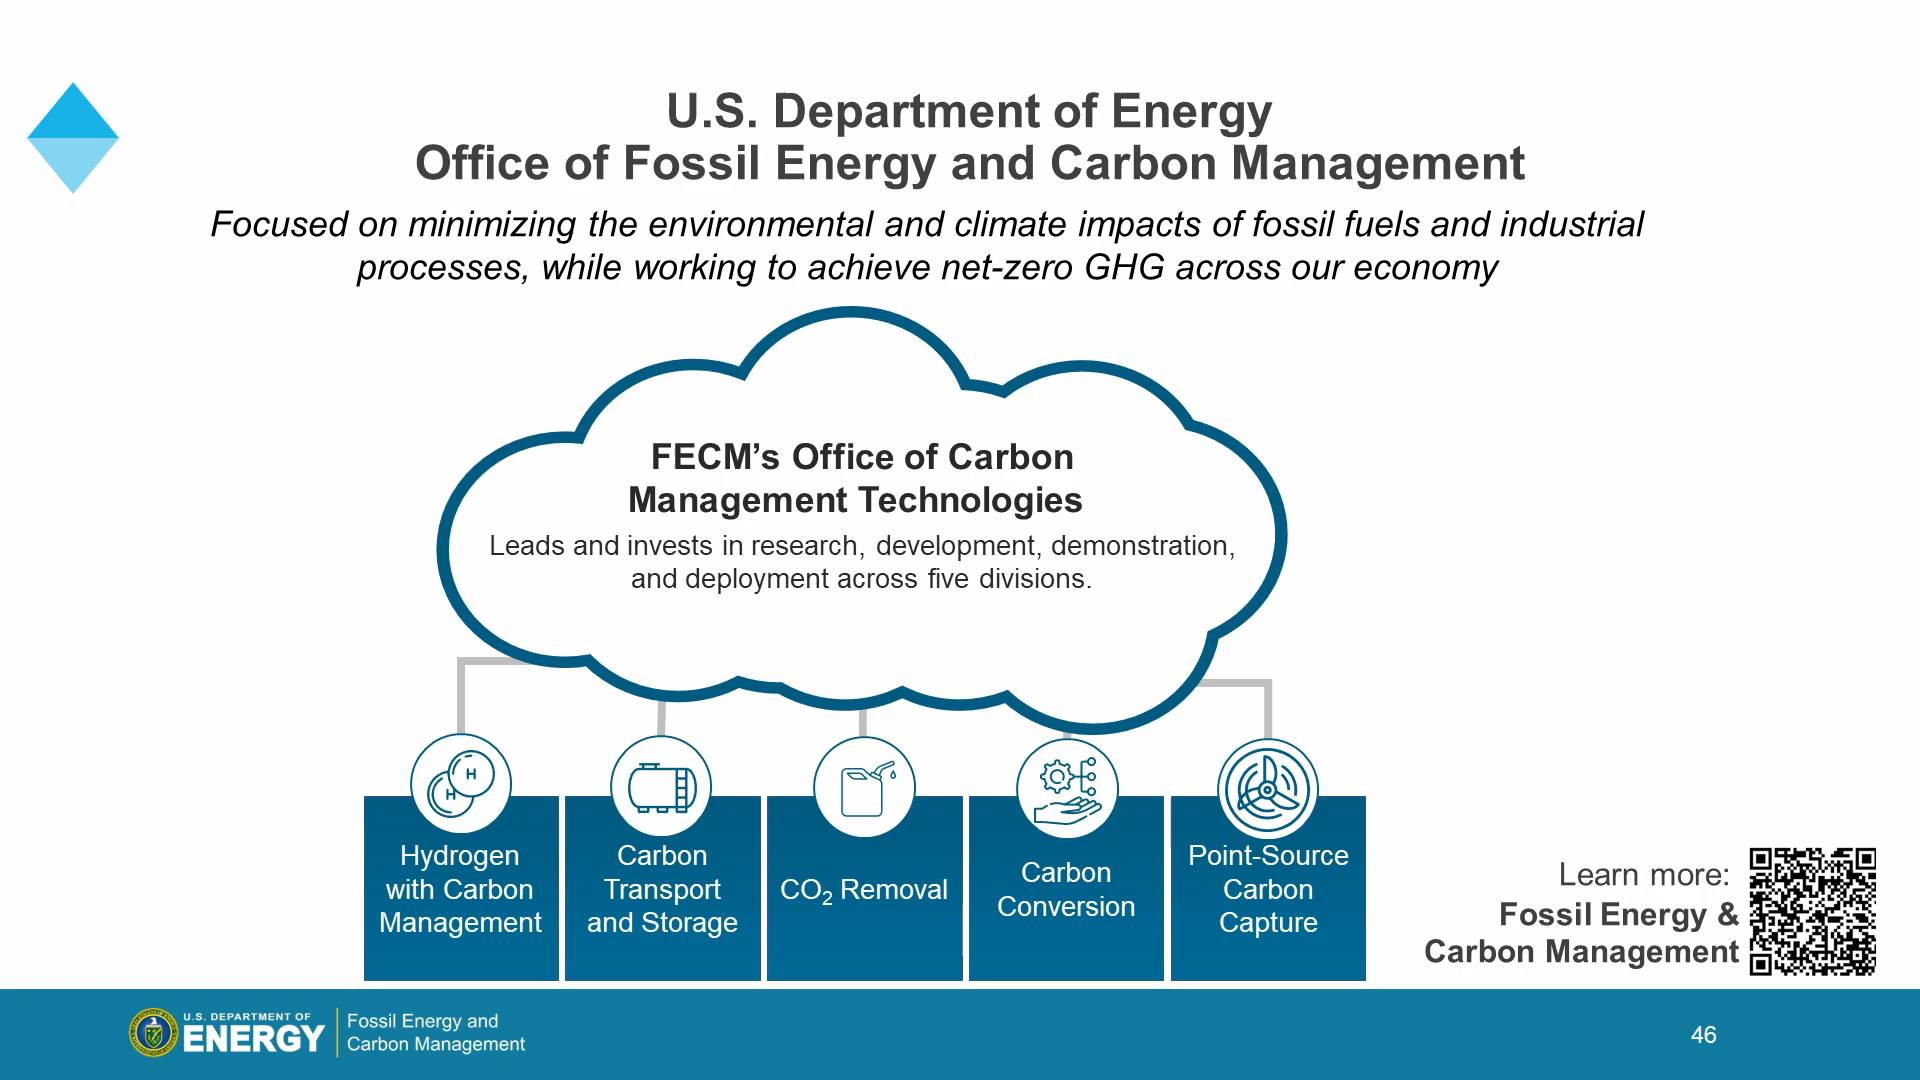 U.S. Department of Energy
Office of Fossil Energy and Carbon Management
Focused on minimizing the environmental and climate impacts of fossil fuels and industrial
processes, while working to achieve net-zero GHG across our economy
FECM’s Office of Carbon
Management Technologies
Leads and invests in research, development, demonstration,
and deployment across five divisions.
H
H
Hydrogen
with Carbon
Management
Carbon
Transport
and Storage
CO₂ Removal
Carbon
Conversion
Point-Source
Carbon
Capture
Learn more:
Fossil Energy &
Carbon Management
U.S. DEPARTMENT OF
ENERGY
Fossil Energy and
Carbon Management
46